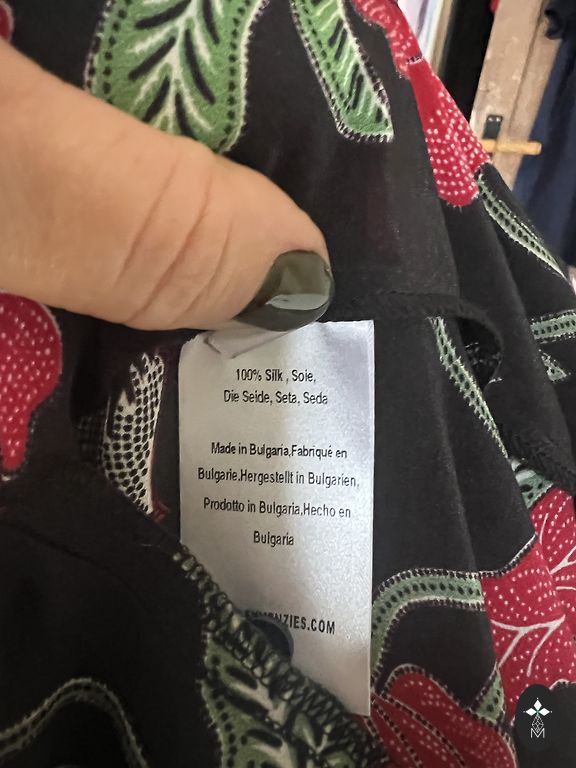 100% Silk , Soie,
Die Seide, Seta, Seda
Made in Bulgaria,Fabriqué en
Bulgarie,Hergestellt in Bulgarien,
Prodotto in Bulgaria,Hecho en
Bulgaria